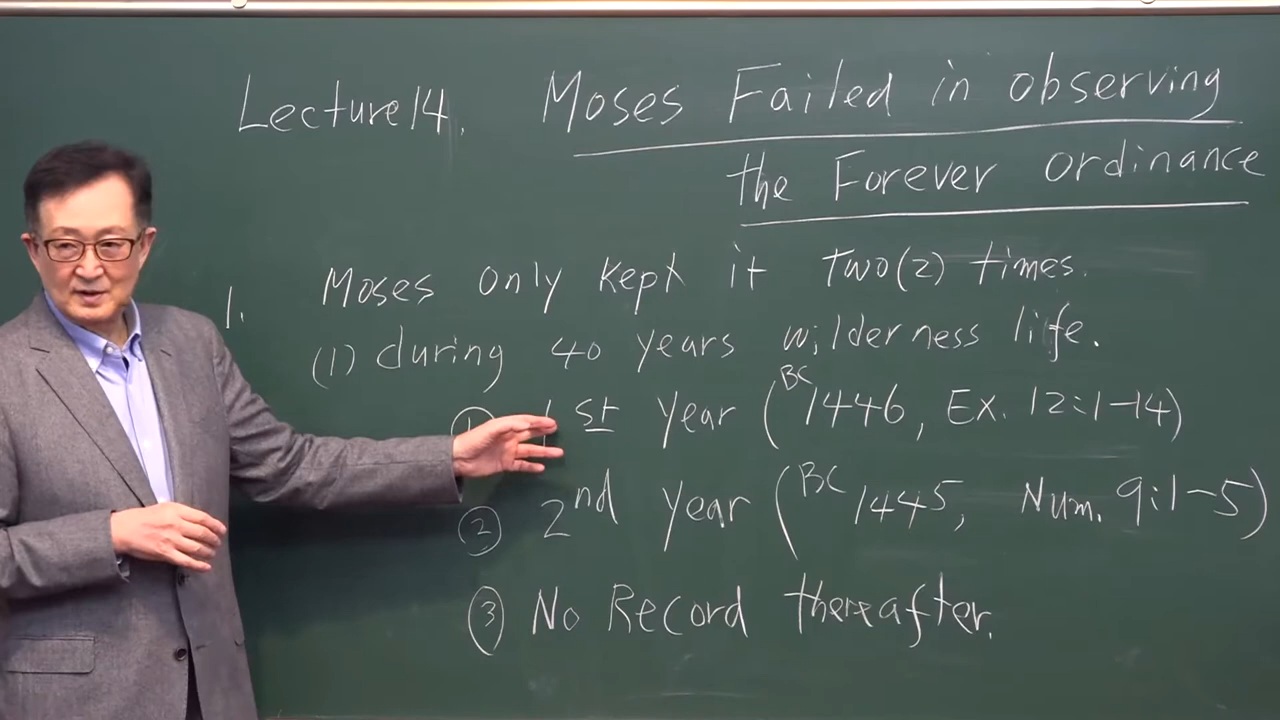 Lecture 14. Moses Failed in observing
the Forever ordinance
1. Moses only kept it Two(2) times.
(1) during 40 years wilderness life.
① 1st year (BC 1446, Ex. 12:1-14)
② 2nd year (BC 1445, Num. 9:1-5)
③ No Record thereafter.